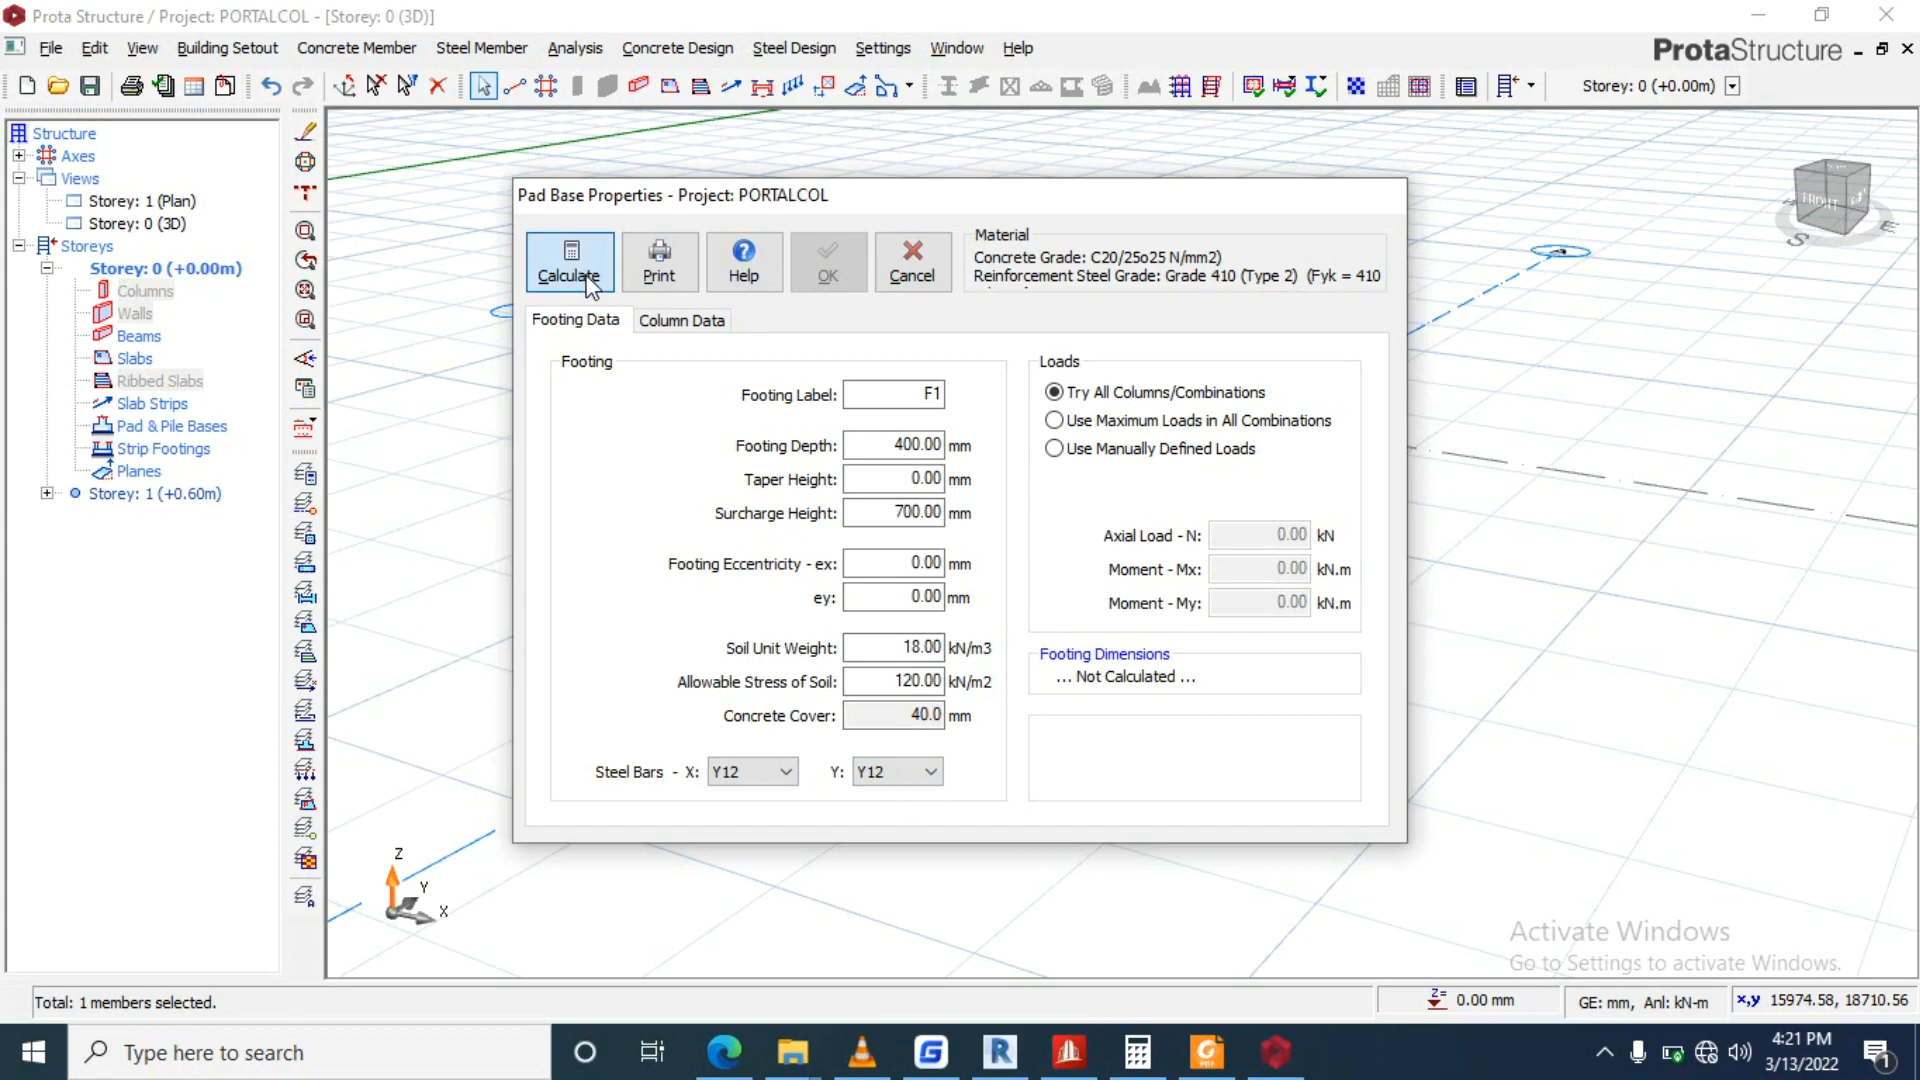 Prota Structure / Project: PORTALCOL - [Storey: 0 (3D)]
File Edit View Building Setout Concrete Member Steel Member Analysis Concrete Design Steel Design Settings Window Help
ProtaStructure
Storey: 0 (+0.00m)
Structure
Axes
Views
Storey: 1 (Plan)
Storey: 0 (3D)
Storeys
Storey: 0 (+0.00m)
Columns
Walls
Beams
Slabs
Ribbed Slabs
Slab Strips
Pad & Pile Bases
Strip Footings
Planes
Storey: 1 (+0.60m)
Pad Base Properties - Project: PORTALCOL
Calculate Print Help OK Cancel
Material
Concrete Grade: C20/25o25 N/mm2)
Reinforcement Steel Grade: Grade 410 (Type 2) (Fyk = 410
Footing Data Column Data
Footing
Footing Label: F1
Footing Depth: 400.00 mm
Taper Height: 0.00 mm
Surcharge Height: 700.00 mm
Footing Eccentricity - ex: 0.00 mm
ey: 0.00 mm
Soil Unit Weight: 18.00 kN/m3
Allowable Stress of Soil: 120.00 kN/m2
Concrete Cover: 40.0 mm
Steel Bars - X: Y12 Y: Y12
Loads
Try All Columns/Combinations
Use Maximum Loads in All Combinations
Use Manually Defined Loads
Axial Load - N: 0.00 kN
Moment - Mx: 0.00 kN.m
Moment - My: 0.00 kN.m
Footing Dimensions
... Not Calculated ...
FRONT
S
E
Z
Y
X
Activate Windows
Go to Settings to activate Windows.
Total: 1 members selected.
Z= 0.00 mm
GE: mm, Anl: kN-m
x,y 15974.58, 18710.56
Type here to search
4:21 PM
3/13/2022
1